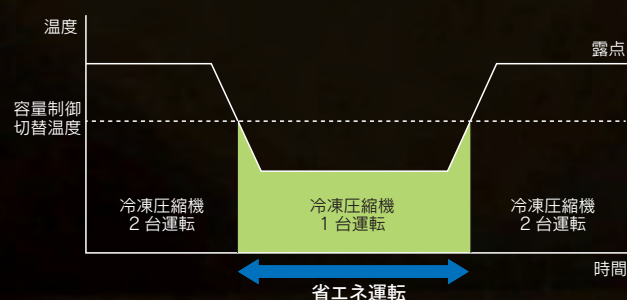 温度
露点
容量制御
切替温度
冷凍圧縮機
2 台運転
冷凍圧縮機
1 台運転
冷凍圧縮機
2 台運転
時間
省エネ運転